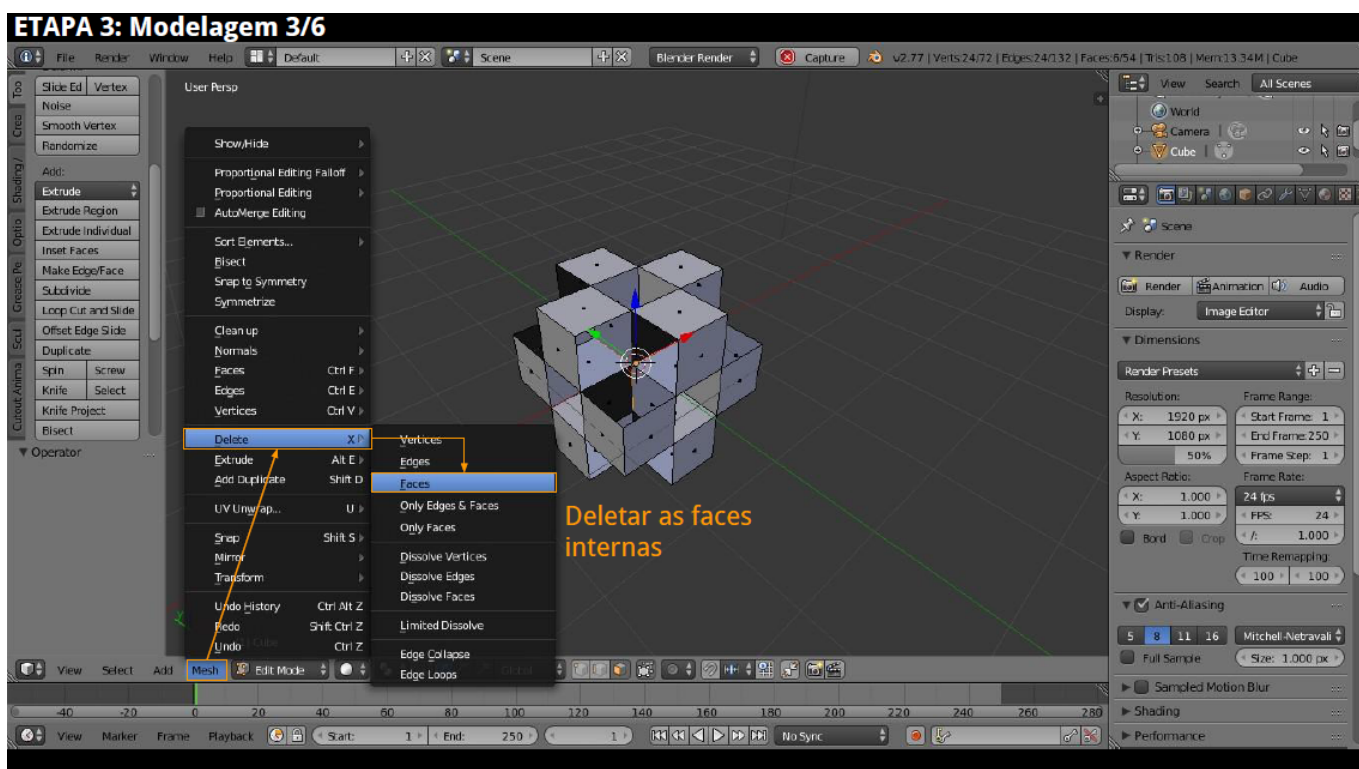 ETAPA 3: Modelagem 3/6
File Render Window Help Default Scene Blender Render Capture v2.77 | Verts:24/72 | Edges:24/132 | Faces:6/54 | Tris:108 | Mem:13.34M | Cube
Slide Ed Vertex
Noise
Smooth Vertex
Randomize
Add:
Extrude
Extrude Region
Extrude Individual
Inset Faces
Make Edge/Face
Subdivide
Loop Cut and Slide
Offset Edge Slide
Duplicate
Spin Screw
Knife Select
Knife Project
Bisect
Operator
Too
Crea
Shading/
Optio
Grease Pe
Scul
Cutout Anima
User Persp
Show/Hide
Proportional Editing Falloff
Proportional Editing
AutoMerge Editing
Sort Elements...
Bisect
Snap to Symmetry
Symmetrize
Clean up
Normals
Faces Ctrl F
Edges Ctrl E
Vertices Ctrl V
Delete X
Extrude Alt E
Add Duplicate Shift D
UV Unwrap... U
Snap Shift S
Mirror
Transform
Undo History Ctrl Alt Z
Redo Shift Ctrl Z
Undo Ctrl Z
Vertices
Edges
Faces
Only Edges & Faces
Only Faces
Dissolve Vertices
Dissolve Edges
Dissolve Faces
Limited Dissolve
Edge Collapse
Edge Loops
Deletar as faces
internas
View Search All Scenes
World
Camera
Cube
Scene
Render
Render Animation Audio
Display: Image Editor
Dimensions
Render Presets
Resolution: Frame Range:
X: 1920 px Start Frame: 1
Y: 1080 px End Frame: 250
50% Frame Step: 1
Aspect Ratio: Frame Rate:
X: 1.000 24 fps
Y: 1.000 FPS: 24
Bord Crop /: 1.000
Time Remapping:
100 100
Anti-Aliasing
5 8 11 16 Mitchell-Netravali
Full Sample Size: 1.000 px
Sampled Motion Blur
Shading
Performance
View Select Add Mesh Edit Mode Global
-40 -20 0 20 40 60 80 100 120 140 160 180 200 220 240 260 280
View Marker Frame Playback Start: 1 End: 250 1 No Sync